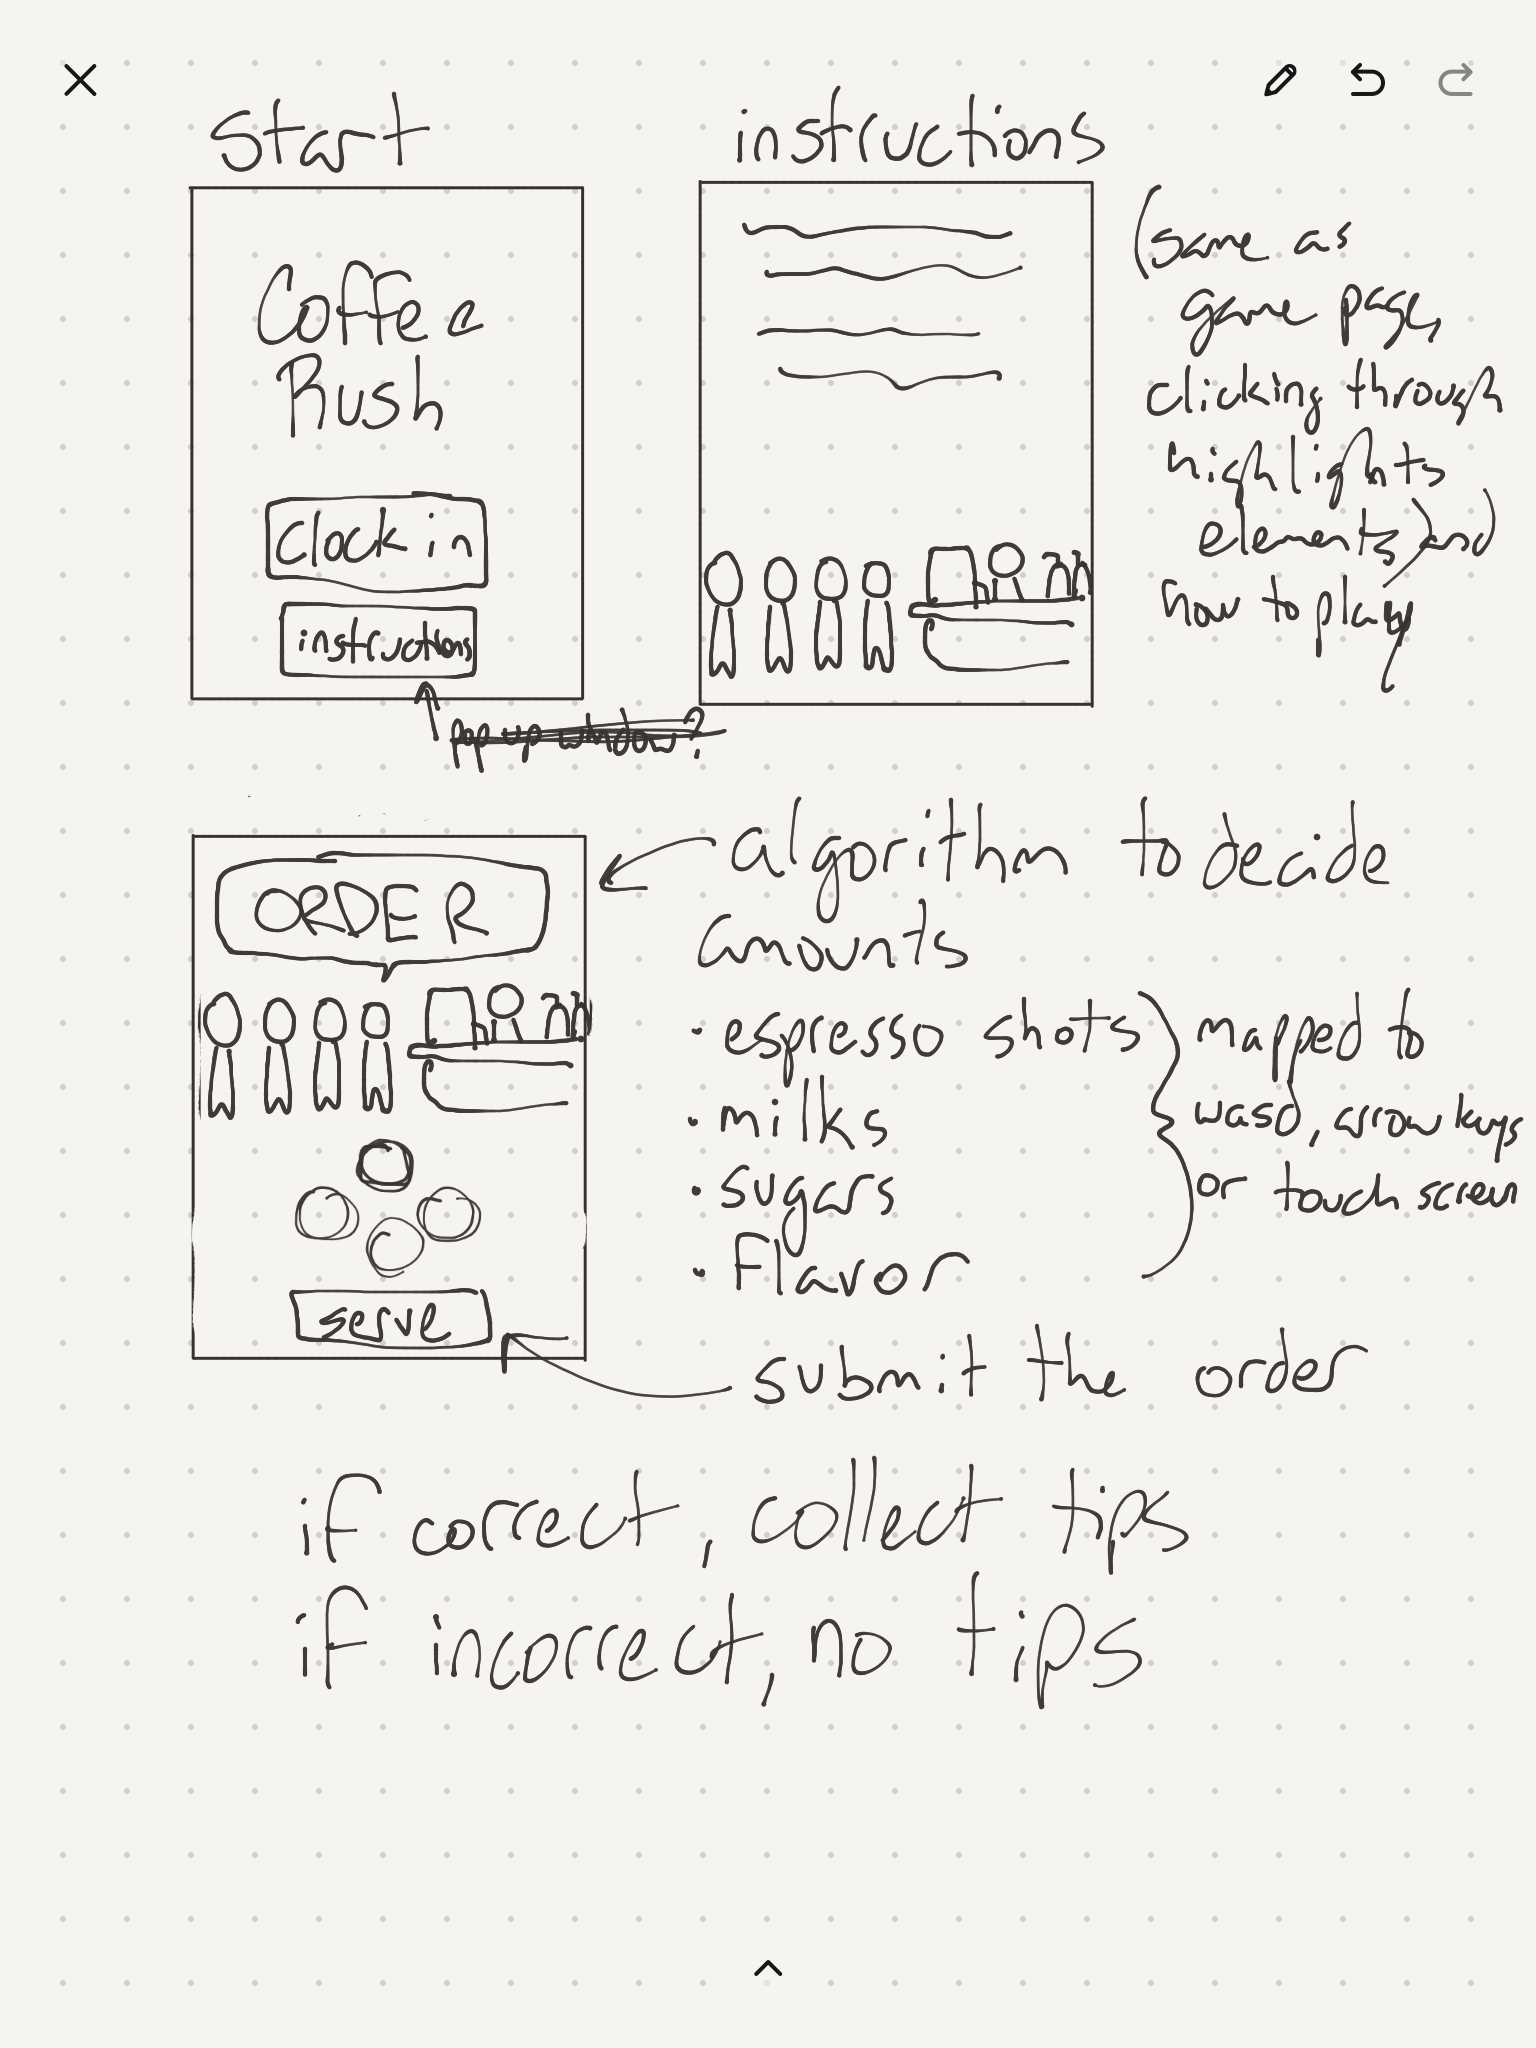 Start
instructions
Coffee
Rush
Clock in
instructions
(same as
game page,
clicking through
highlights
elements) and
how to play
pop up window?
ORDER
serve
algorithm to decide
amounts
• espresso shots
• milks
• sugars
• Flavor
mapped to
wasd, arrow keys
or touch screen
submit the order
if correct, collect tips
if incorrect, no tips